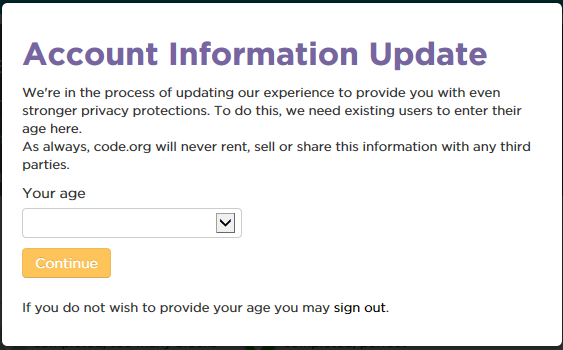 Account Information Update
We're in the process of updating our experience to provide you with even
stronger privacy protections. To do this, we need existing users to enter their
age here.
As always, code.org will never rent, sell or share this information with any third
parties.
Your age
Continue
If you do not wish to provide your age you may sign out.